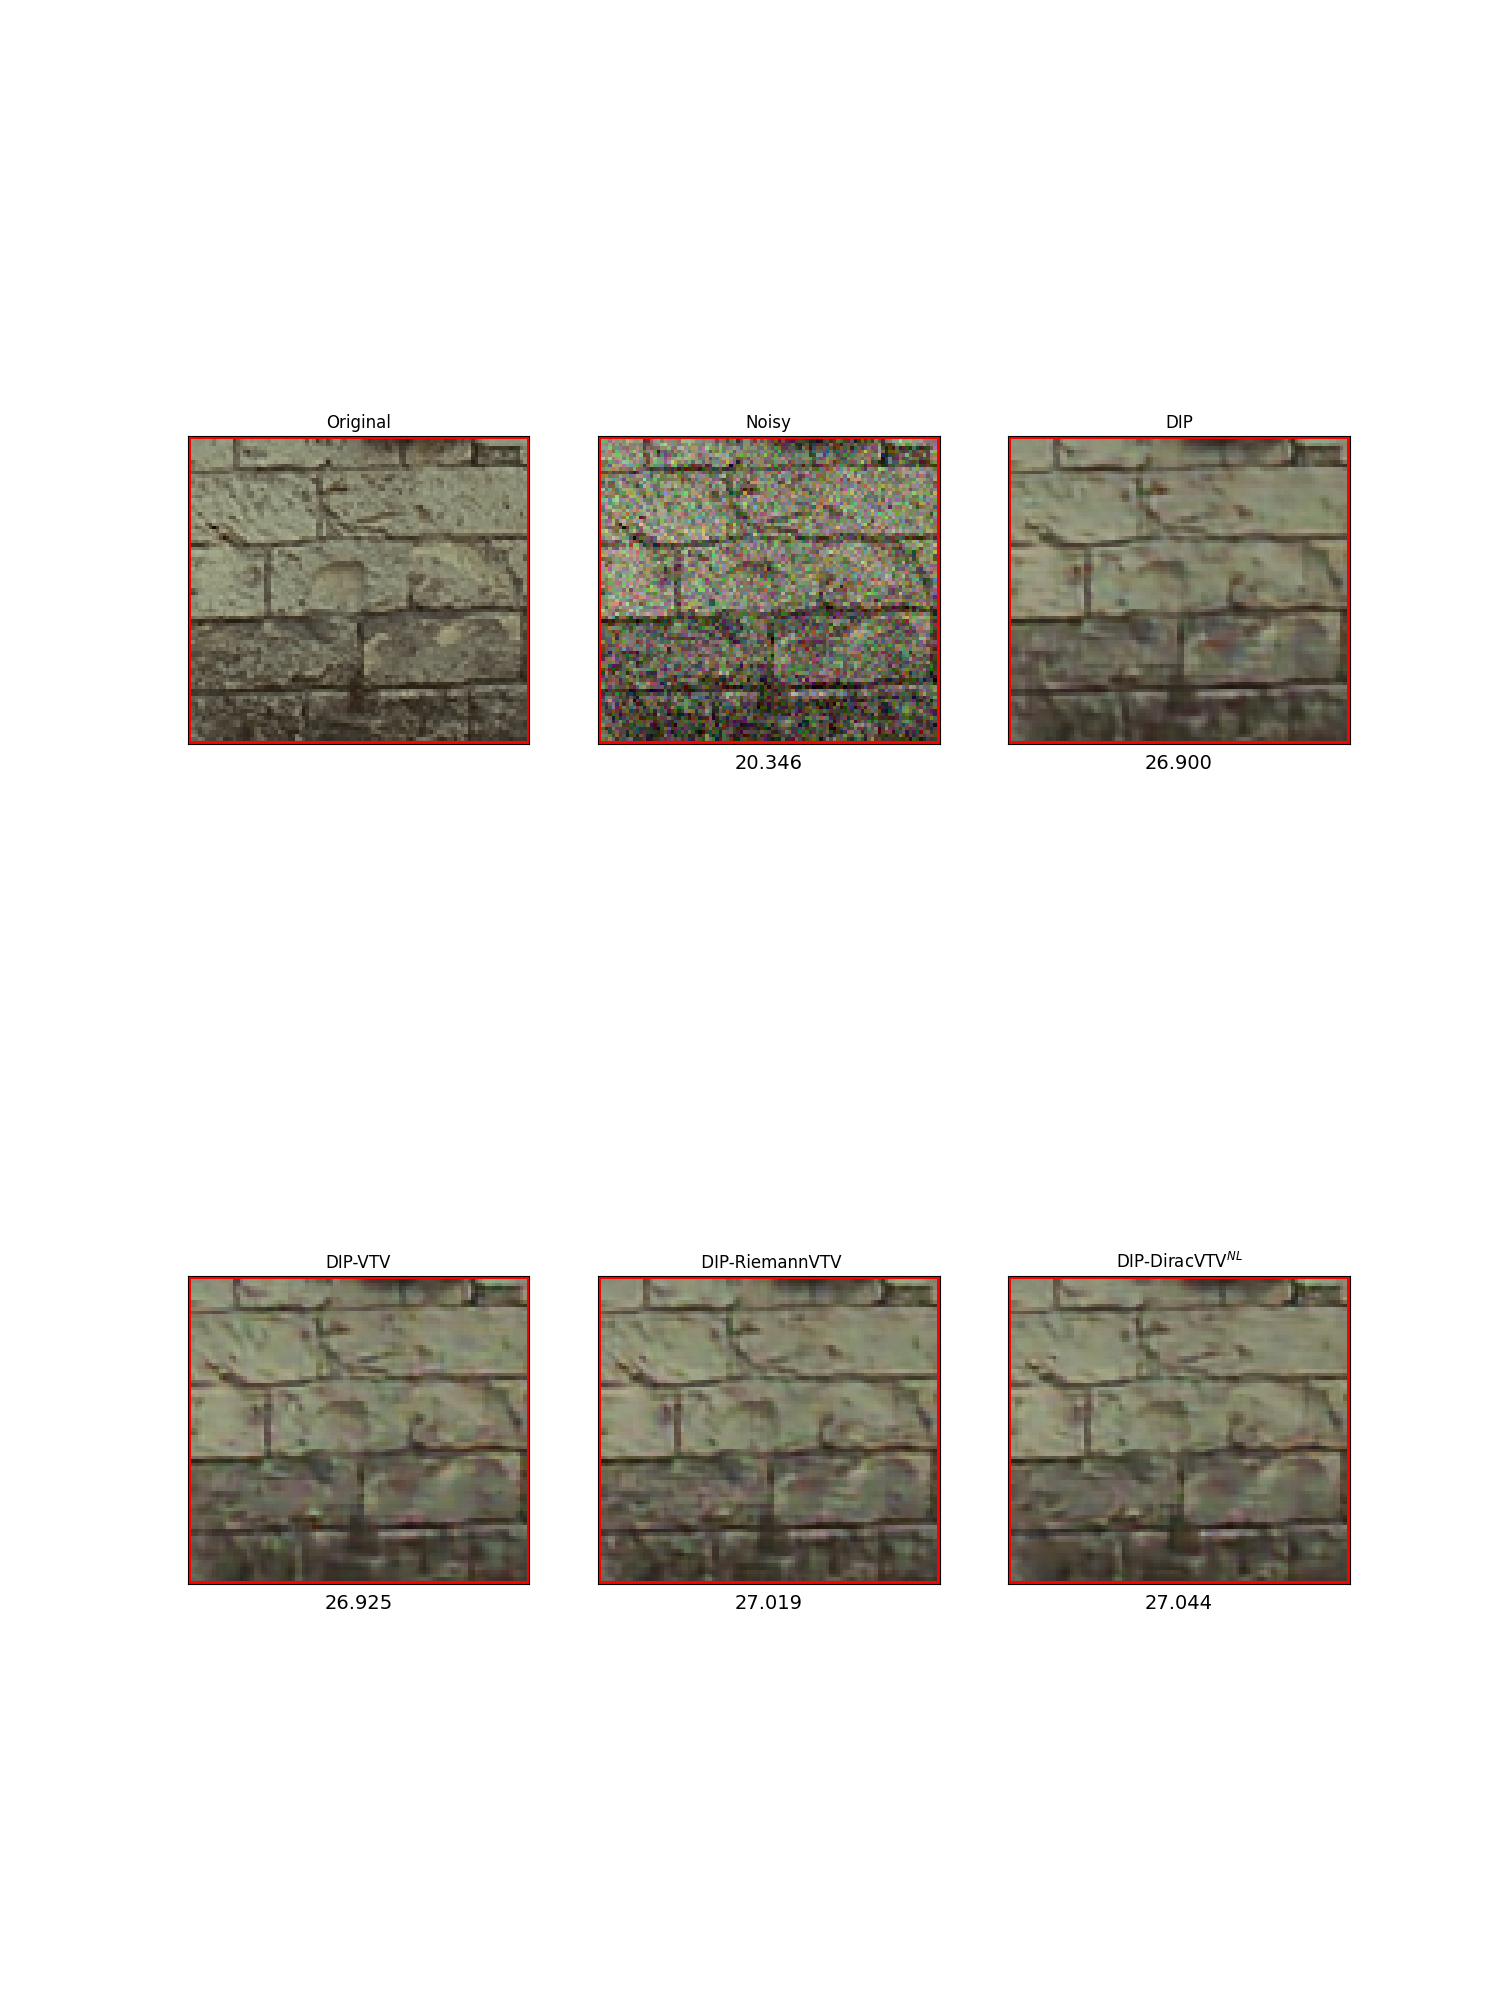 Original
Noisy
DIP
20.346
26.900
DIP-VTV
DIP-RiemannVTV
DIP-DiracVTV^{NL}
26.925
27.019
27.044